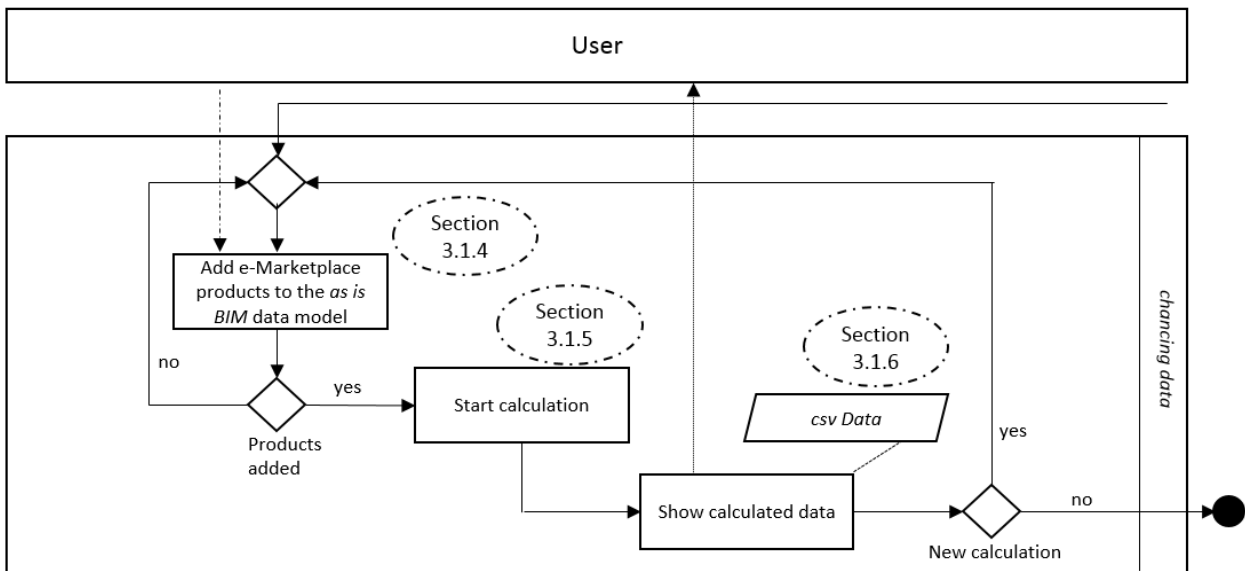 User
Section
3.1.4
Add e-Marketplace
products to the as is
BIM data model
Section
3.1.5
Section
3.1.6
chancing data
no
yes
Start calculation
csv Data
yes
Products
added
Show calculated data
no
New calculation